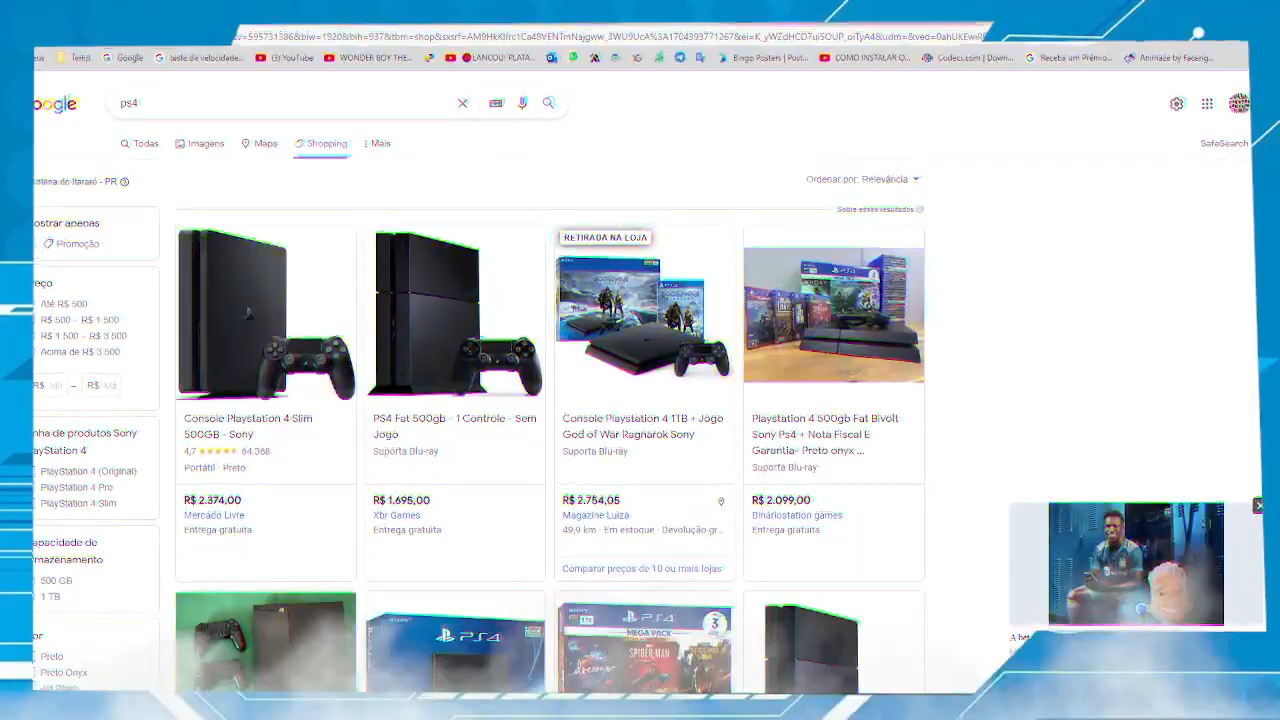 Temp
Google
teste de velocidade...
(3) YouTube
WONDER BOY THE...
LANCOU! PLATA...
Bingo Posters | Post...
COMO INSTALAR O...
Codecs.com | Down...
Receba um Prêmio...
Animaze by Faceng...
oogle
ps4
Todas
Imagens
Maps
Shopping
Mais
SafeSearch
- PR
Ordenar por: Relevância
Sobre esses resultados
ostrar apenas
Promoção
eço
Até R$ 500
R$ 500 – R$ 1 500
R$ 1 500 – R$ 3 500
Acima de R$ 3 500
R$
–
R$
nha de produtos Sony
ayStation 4
PlayStation 4 (Original)
PlayStation 4 Pro
PlayStation 4 Slim
apacidade de
mazenamento
500 GB
1 TB
or
Preto
Preto Onyx
Console Playstation 4 Slim
500GB - Sony
4,7 ★★★★★ 64.368
Portátil · Preto
R$ 2.374,00
Mercado Livre
Entrega gratuita
PS4 Fat 500gb - 1 Controle - Sem
Jogo
Suporta Blu-ray
R$ 1.695,00
Xbr Games
Entrega gratuita
RETIRADA NA LOJA
Console Playstation 4 1TB + Jogo
God of War Ragnarok Sony
Suporta Blu-ray
R$ 2.754,05
Magazine Luiza
49,9 km · Em estoque · Devolução gr...
Comparar preços de 10 ou mais lojas
Playstation 4 500gb Fat Bivolt
Sony Ps4 + Nota Fiscal E
Garantia- Preto onyx ...
Suporta Blu-ray
R$ 2.099,00
Bináriostation games
Entrega gratuita
PS4
PS4
MEGA PACK
3
SPIDER-MAN
dreams